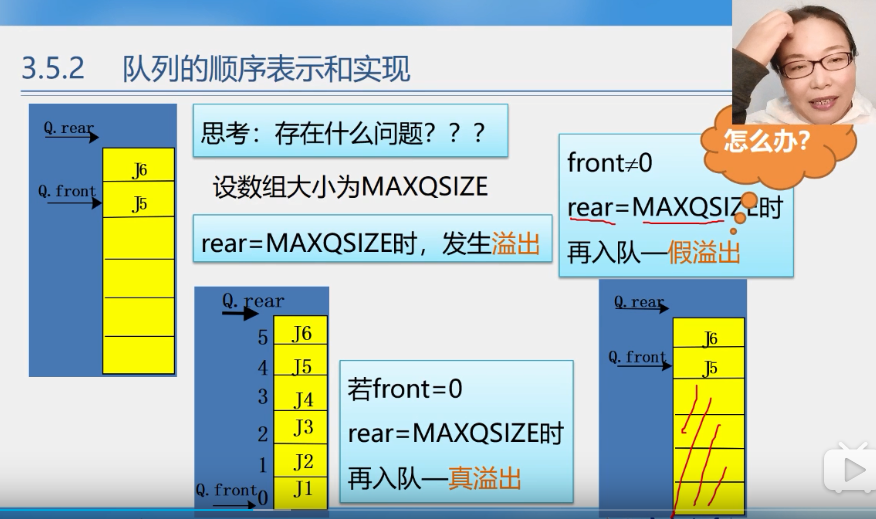 3.5.2 队列的顺序表示和实现
怎么办?
Q.rear
J6
Q.front
J5
思考：存在什么问题？？？
设数组大小为MAXQSIZE
rear=MAXQSIZE时，发生溢出
front≠0
rear=MAXQSIZE时
再入队—假溢出
Q.rear
5 J6
4 J5
3 J4
2 J3
1 J2
Q.front 0 J1
若front=0
rear=MAXQSIZE时
再入队—真溢出
Q.rear
J6
Q.front
J5